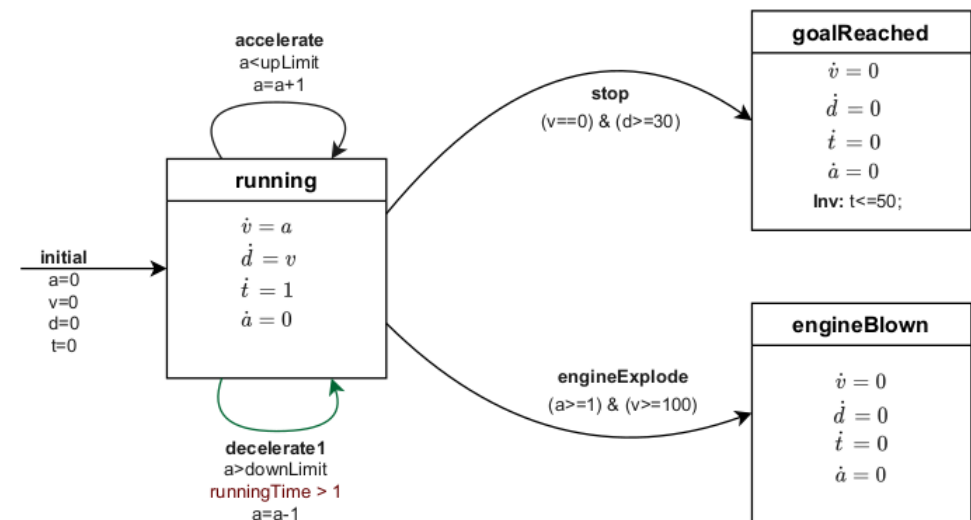 accelerate
a<upLimit
a=a+1
running
v̇ = a
ḋ = v
ṫ = 1
ȧ = 0
initial
a=0
v=0
d=0
t=0
decelerate1
a>downLimit
runningTime > 1
a=a-1
stop
(v==0) & (d>=30)
goalReached
v̇ = 0
ḋ = 0
ṫ = 0
ȧ = 0
Inv: t<=50;
engineExplode
(a>=1) & (v>=100)
engineBlown
v̇ = 0
ḋ = 0
ṫ = 0
ȧ = 0